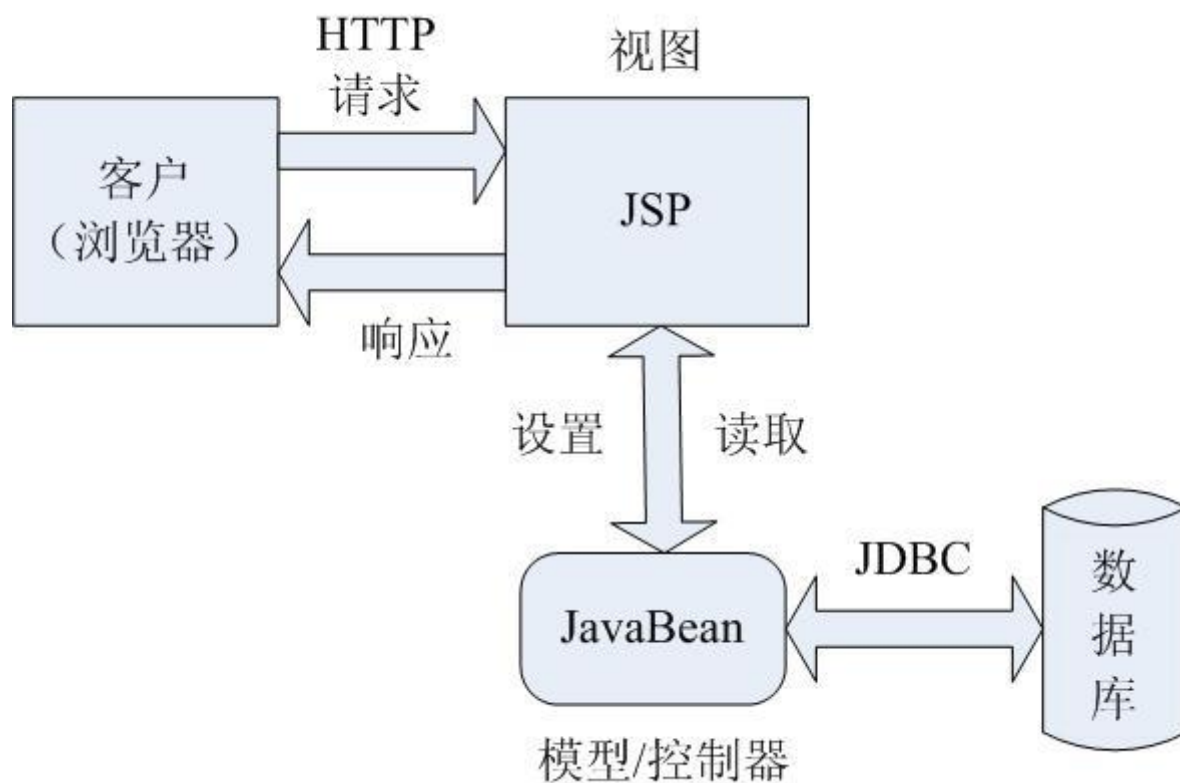 HTTP
请求
视图
客户
（浏览器）
JSP
响应
设置
读取
JDBC
JavaBean
数
据
库
模型/控制器